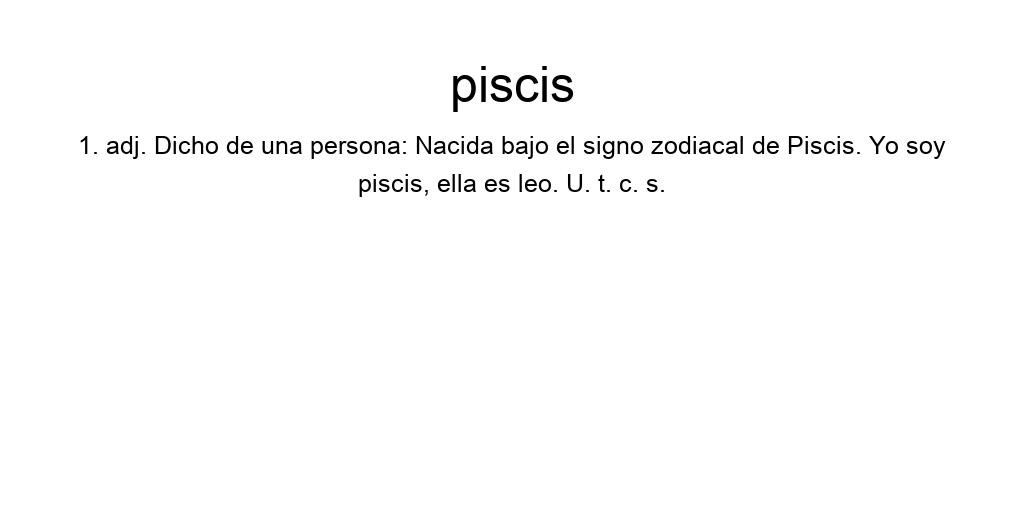 piscis
1. adj. Dicho de una persona: Nacida bajo el signo zodiacal de Piscis. Yo soy
piscis, ella es leo. U. t. c. s.